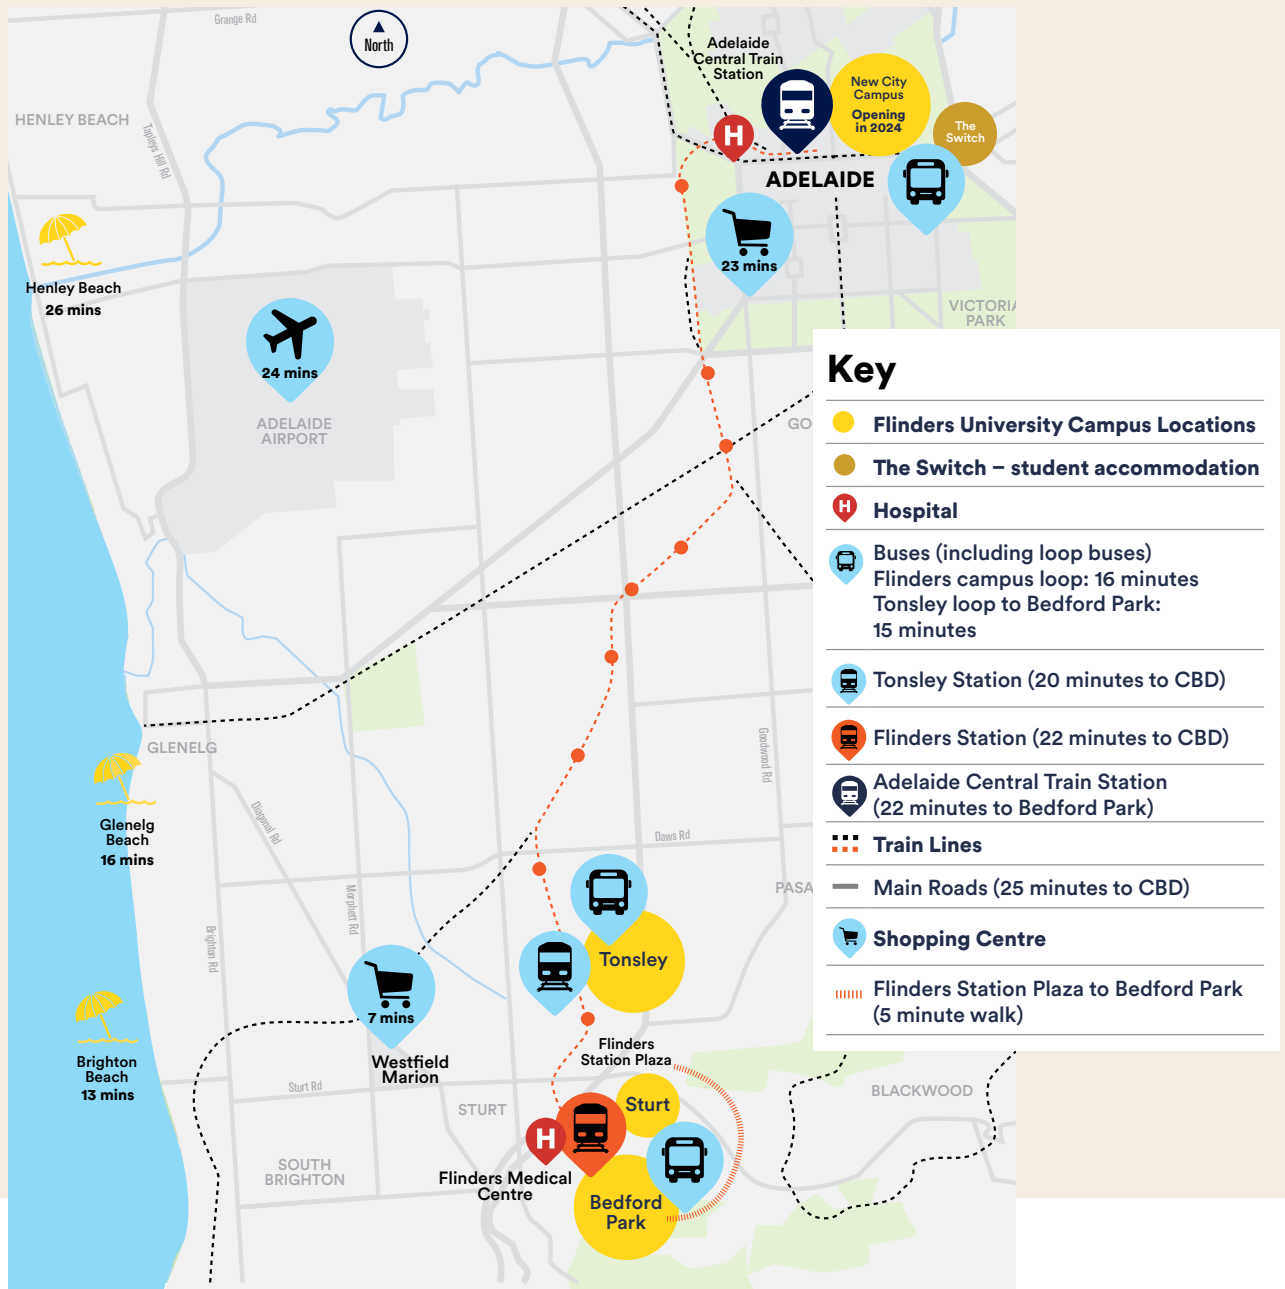 Grange Rd
North
Adelaide
Central Train
Station
New City
Campus
Opening
in 2024
The
Switch
HENLEY BEACH
Tapleys Hill Rd
H
ADELAIDE
23 mins
Henley Beach
26 mins
VICTORIA
PARK
24 mins
ADELAIDE
AIRPORT
GO
GLENELG
Goodwood Rd
Glenelg
Beach
16 mins
Diagonal Rd
Daws Rd
PASA
Morphett Rd
Brighton Rd
Tonsley
7 mins
Westfield
Marion
Brighton
Beach
13 mins
Flinders
Station Plaza
Sturt Rd
STURT
Sturt
BLACKWOOD
H
SOUTH
BRIGHTON
Flinders Medical
Centre
Bedford
Park
Key
Flinders University Campus Locations
The Switch – student accommodation
H
Hospital
Buses (including loop buses)
Flinders campus loop: 16 minutes
Tonsley loop to Bedford Park:
15 minutes
Tonsley Station (20 minutes to CBD)
Flinders Station (22 minutes to CBD)
Adelaide Central Train Station
(22 minutes to Bedford Park)
Train Lines
Main Roads (25 minutes to CBD)
Shopping Centre
Flinders Station Plaza to Bedford Park
(5 minute walk)